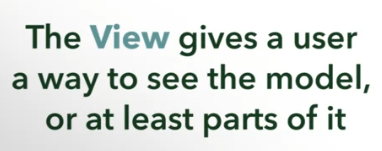 The View gives a user
a way to see the model,
or at least parts of it